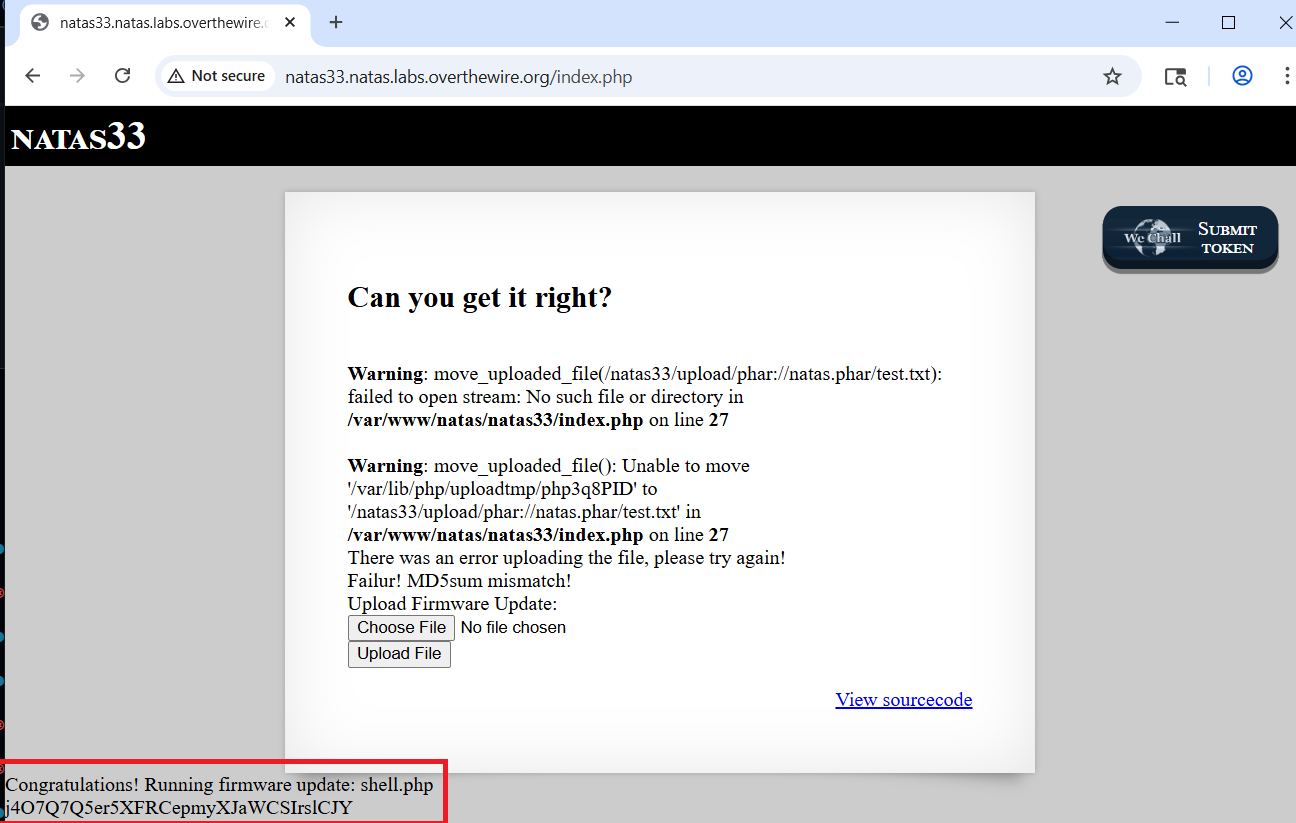 natas33.natas.labs.overthewire.o
Not secure
natas33.natas.labs.overthewire.org/index.php
NATAS33
We Chall
SUBMIT
TOKEN
Can you get it right?
Warning: move_uploaded_file(/natas33/upload/phar://natas.phar/test.txt):
failed to open stream: No such file or directory in
/var/www/natas/natas33/index.php on line 27
Warning: move_uploaded_file(): Unable to move
'/var/lib/php/uploadtmp/php3q8PID' to
'/natas33/upload/phar://natas.phar/test.txt' in
/var/www/natas/natas33/index.php on line 27
There was an error uploading the file, please try again!
Failur! MD5sum mismatch!
Upload Firmware Update:
Choose File No file chosen
Upload File
View sourcecode
Congratulations! Running firmware update: shell.php
j4O7Q7Q5er5XFRCepmyXJaWCSIrslCJY